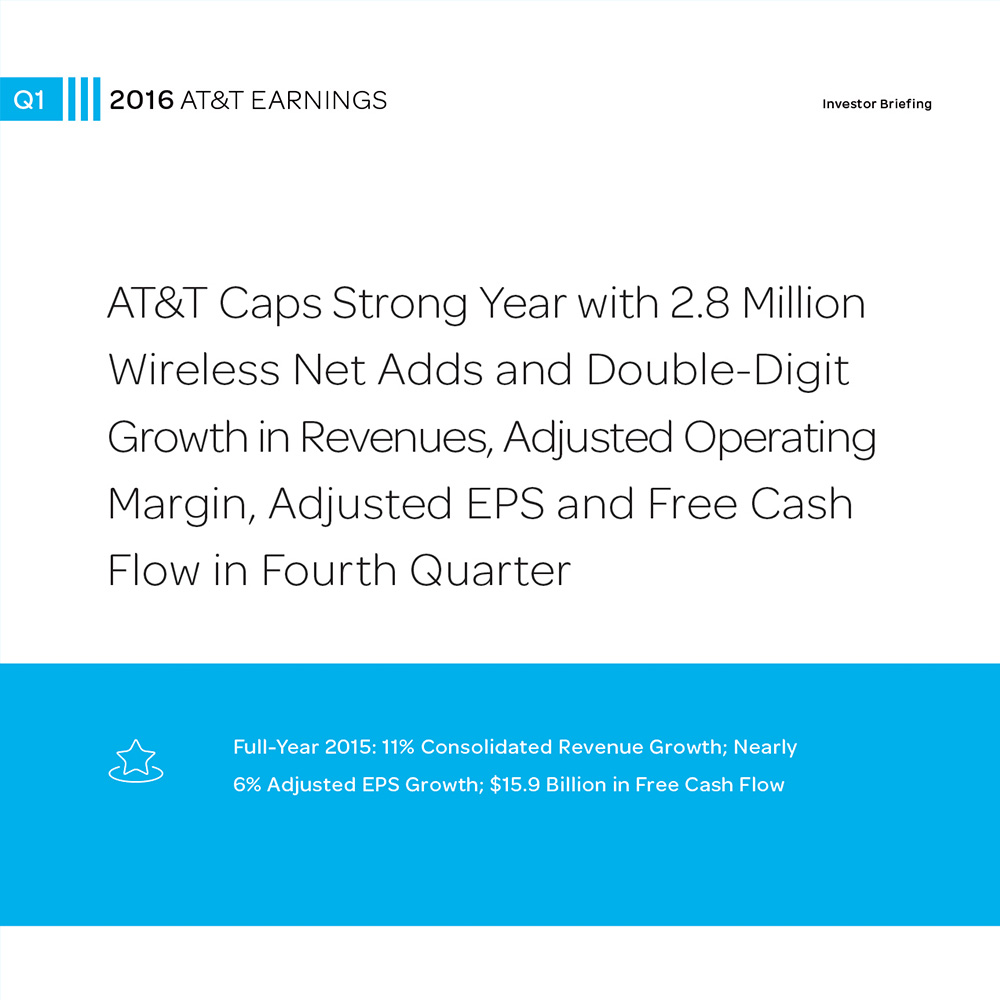 Q1 2016 AT&T EARNINGS
Investor Briefing
AT&T Caps Strong Year with 2.8 Million
Wireless Net Adds and Double-Digit
Growth in Revenues, Adjusted Operating
Margin, Adjusted EPS and Free Cash
Flow in Fourth Quarter
Full-Year 2015: 11% Consolidated Revenue Growth; Nearly
6% Adjusted EPS Growth; $15.9 Billion in Free Cash Flow